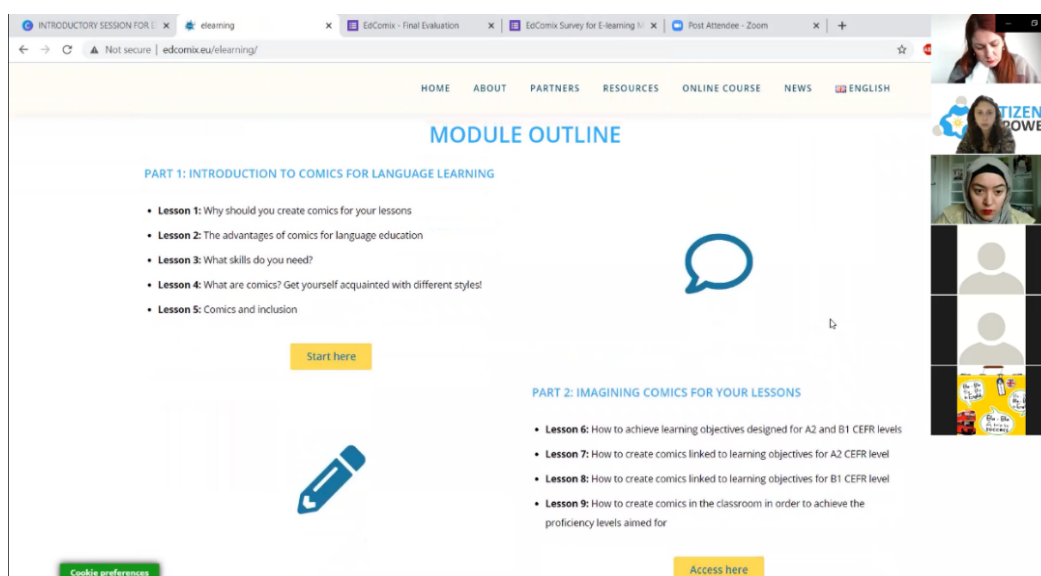 INTRODUCTORY SESSION FOR
elearning
EdComix - Final Evaluation
EdComix Survey for E-learning M
Post Attendee - Zoom
Not secure | edcomix.eu/elearning/
HOME ABOUT PARTNERS RESOURCES ONLINE COURSE NEWS ENGLISH
TIZEN
POWE
MODULE OUTLINE
PART 1: INTRODUCTION TO COMICS FOR LANGUAGE LEARNING
• Lesson 1: Why should you create comics for your lessons
• Lesson 2: The advantages of comics for language education
• Lesson 3: What skills do you need?
• Lesson 4: What are comics? Get yourself acquainted with different styles!
• Lesson 5: Comics and inclusion
Start here
PART 2: IMAGINING COMICS FOR YOUR LESSONS
• Lesson 6: How to achieve learning objectives designed for A2 and B1 CEFR levels
• Lesson 7: How to create comics linked to learning objectives for A2 CEFR level
• Lesson 8: How to create comics linked to learning objectives for B1 CEFR level
• Lesson 9: How to create comics in the classroom in order to achieve the
proficiency levels aimed for
Access here
Cookie preferences